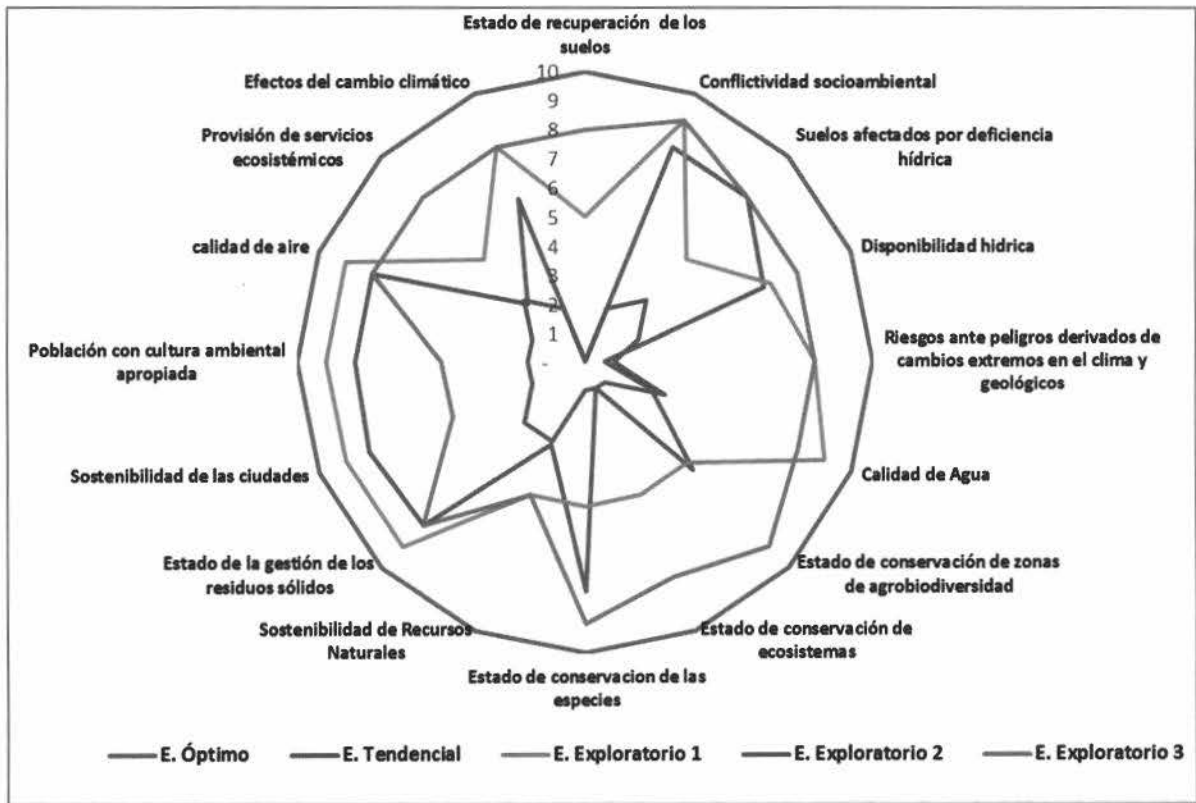 Estado de recuperación de los
suelos
Conflictividad socioambiental
Suelos afectados por deficiencia
hídrica
Disponibilidad hidrica
Riesgos ante peligros derivados de
cambios extremos en el clima y
geológicos
Calidad de Agua
Estado de conservación de zonas
de agrobiodiversidad
Estado de conservación de
ecosistemas
Estado de conservacion de las
especies
Sostenibilidad de Recursos
Naturales
Estado de la gestión de los
residuos sólidos
Sostenibilidad de las ciudades
Población con cultura ambiental
apropiada
calidad de aire
Provisión de servicios
ecosistémicos
Efectos del cambio climático
10
9
8
7
6
5
4
3
2
1
-
E. Óptimo
E. Tendencial
E. Exploratorio 1
E. Exploratorio 2
E. Exploratorio 3